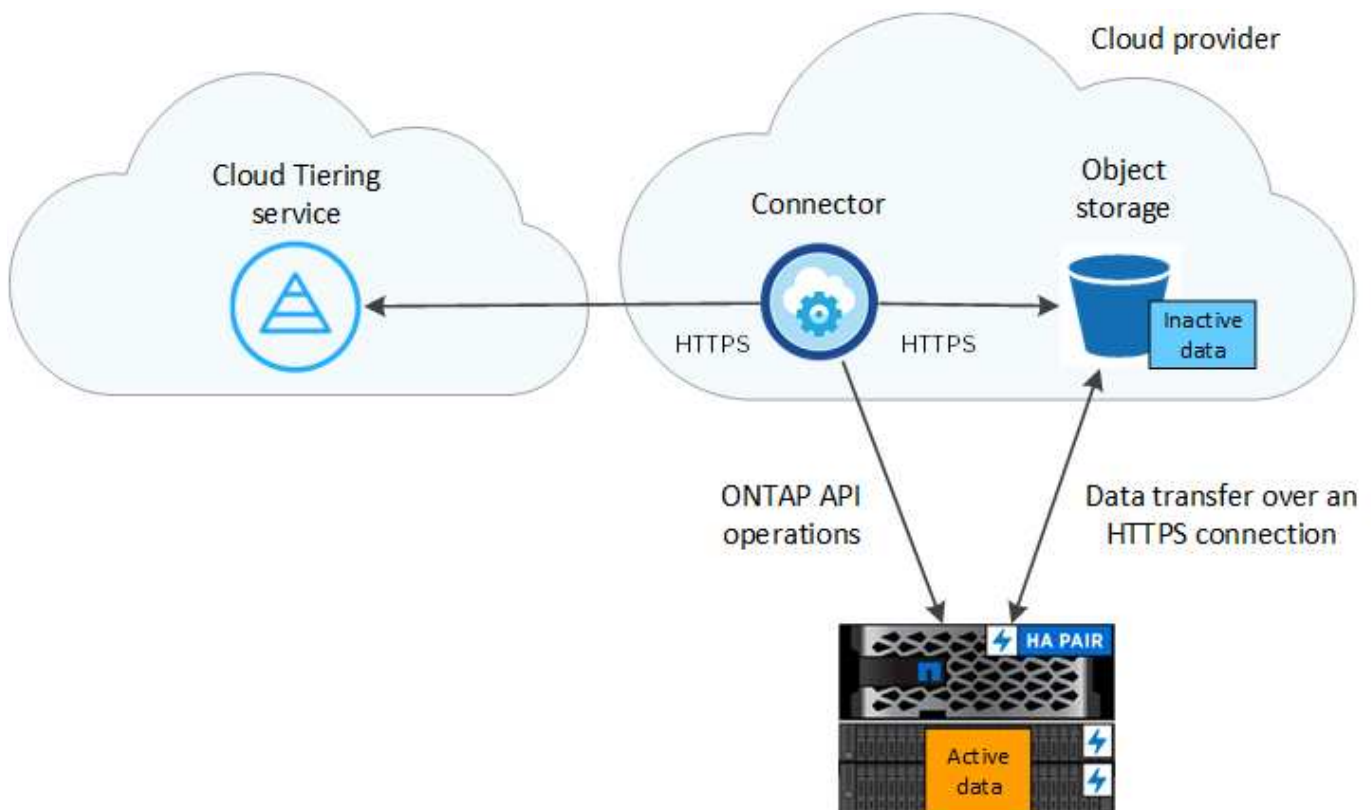 Cloud provider
Cloud Tiering
service
Connector
Object
storage
Inactive
data
HTTPS
HTTPS
ONTAP API
operations
Data transfer over an
HTTPS connection
HA PAIR
Active
data